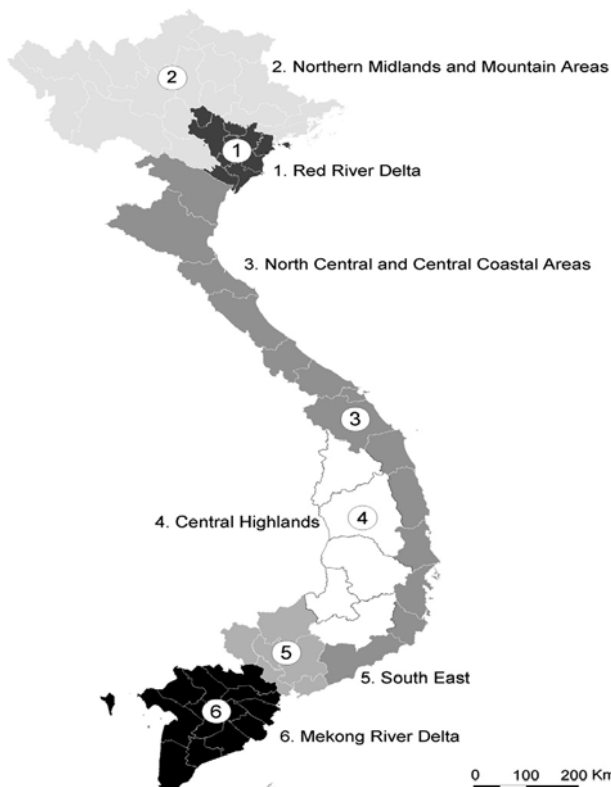 2
2. Northern Midlands and Mountain Areas
1
1. Red River Delta
3. North Central and Central Coastal Areas
3
4. Central Highlands
4
5
5. South East
6
6. Mekong River Delta
0 100 200 Km